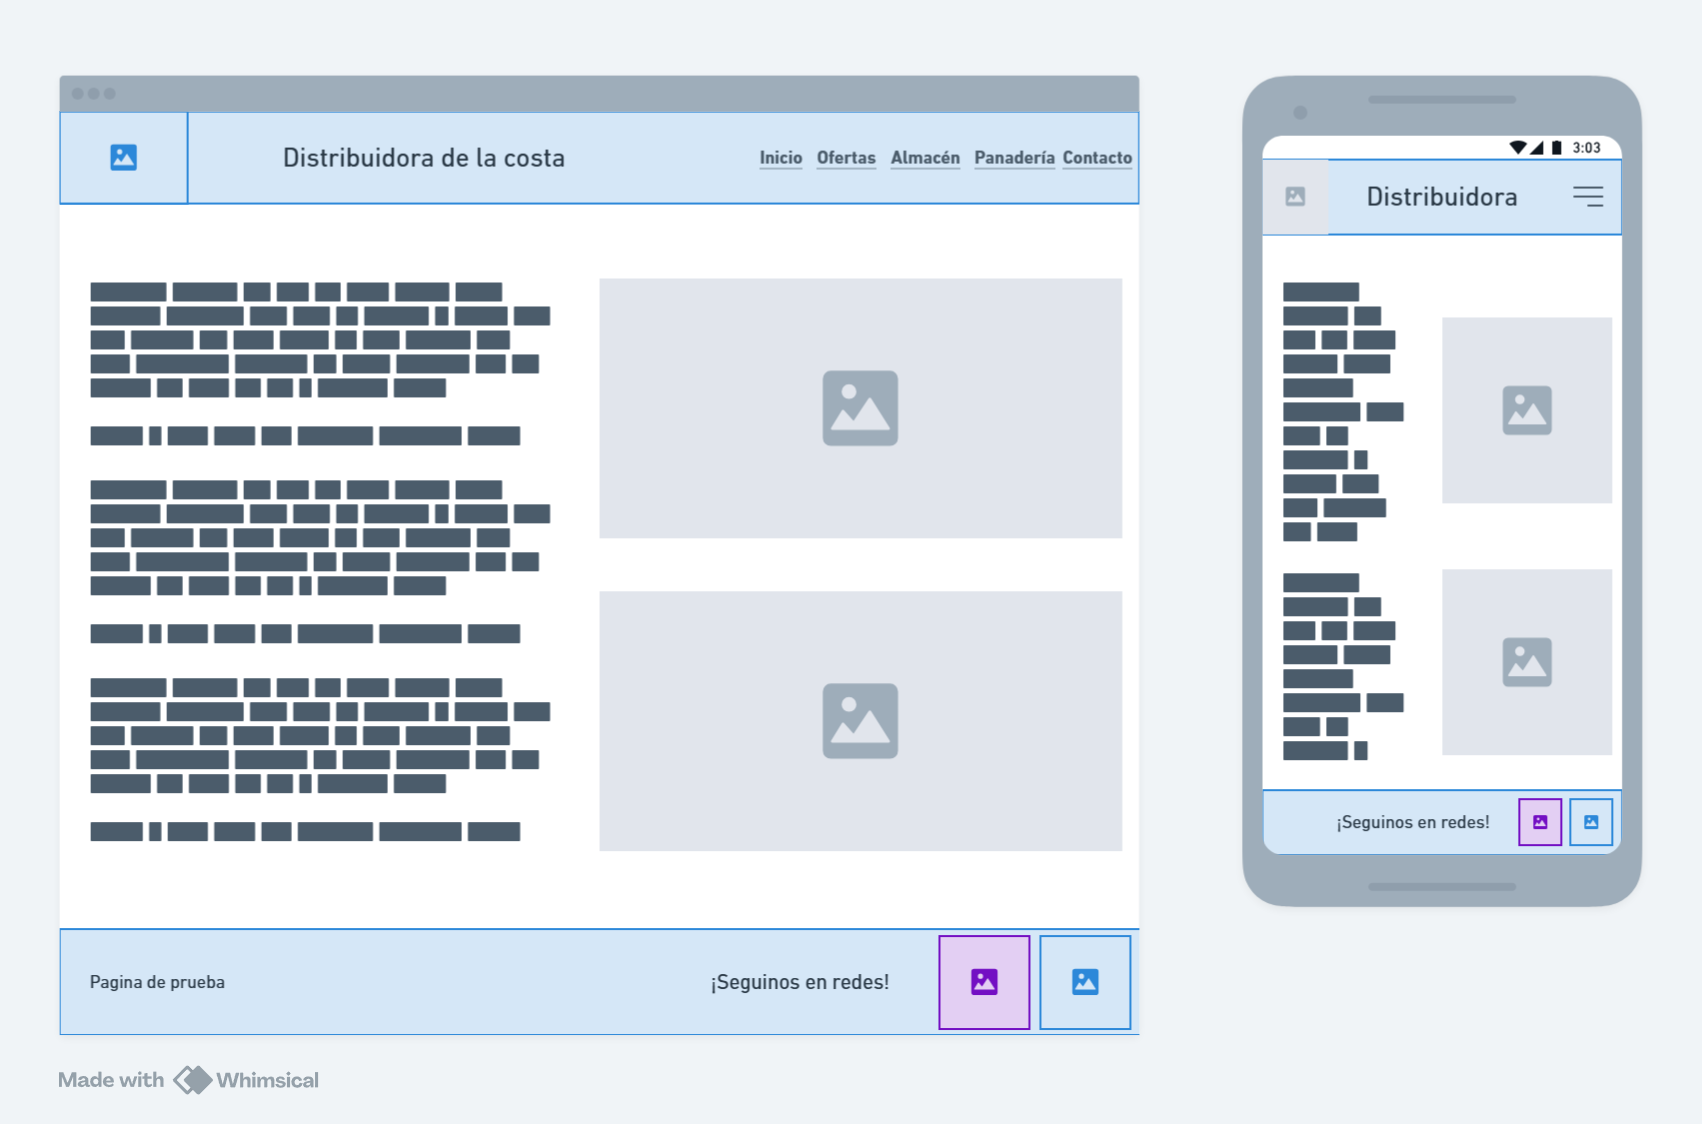 Distribuidora de la costa
Inicio Ofertas Almacén Panadería Contacto
Pagina de prueba
¡Seguinos en redes!
3:03
Distribuidora
¡Seguinos en redes!
Made with Whimsical